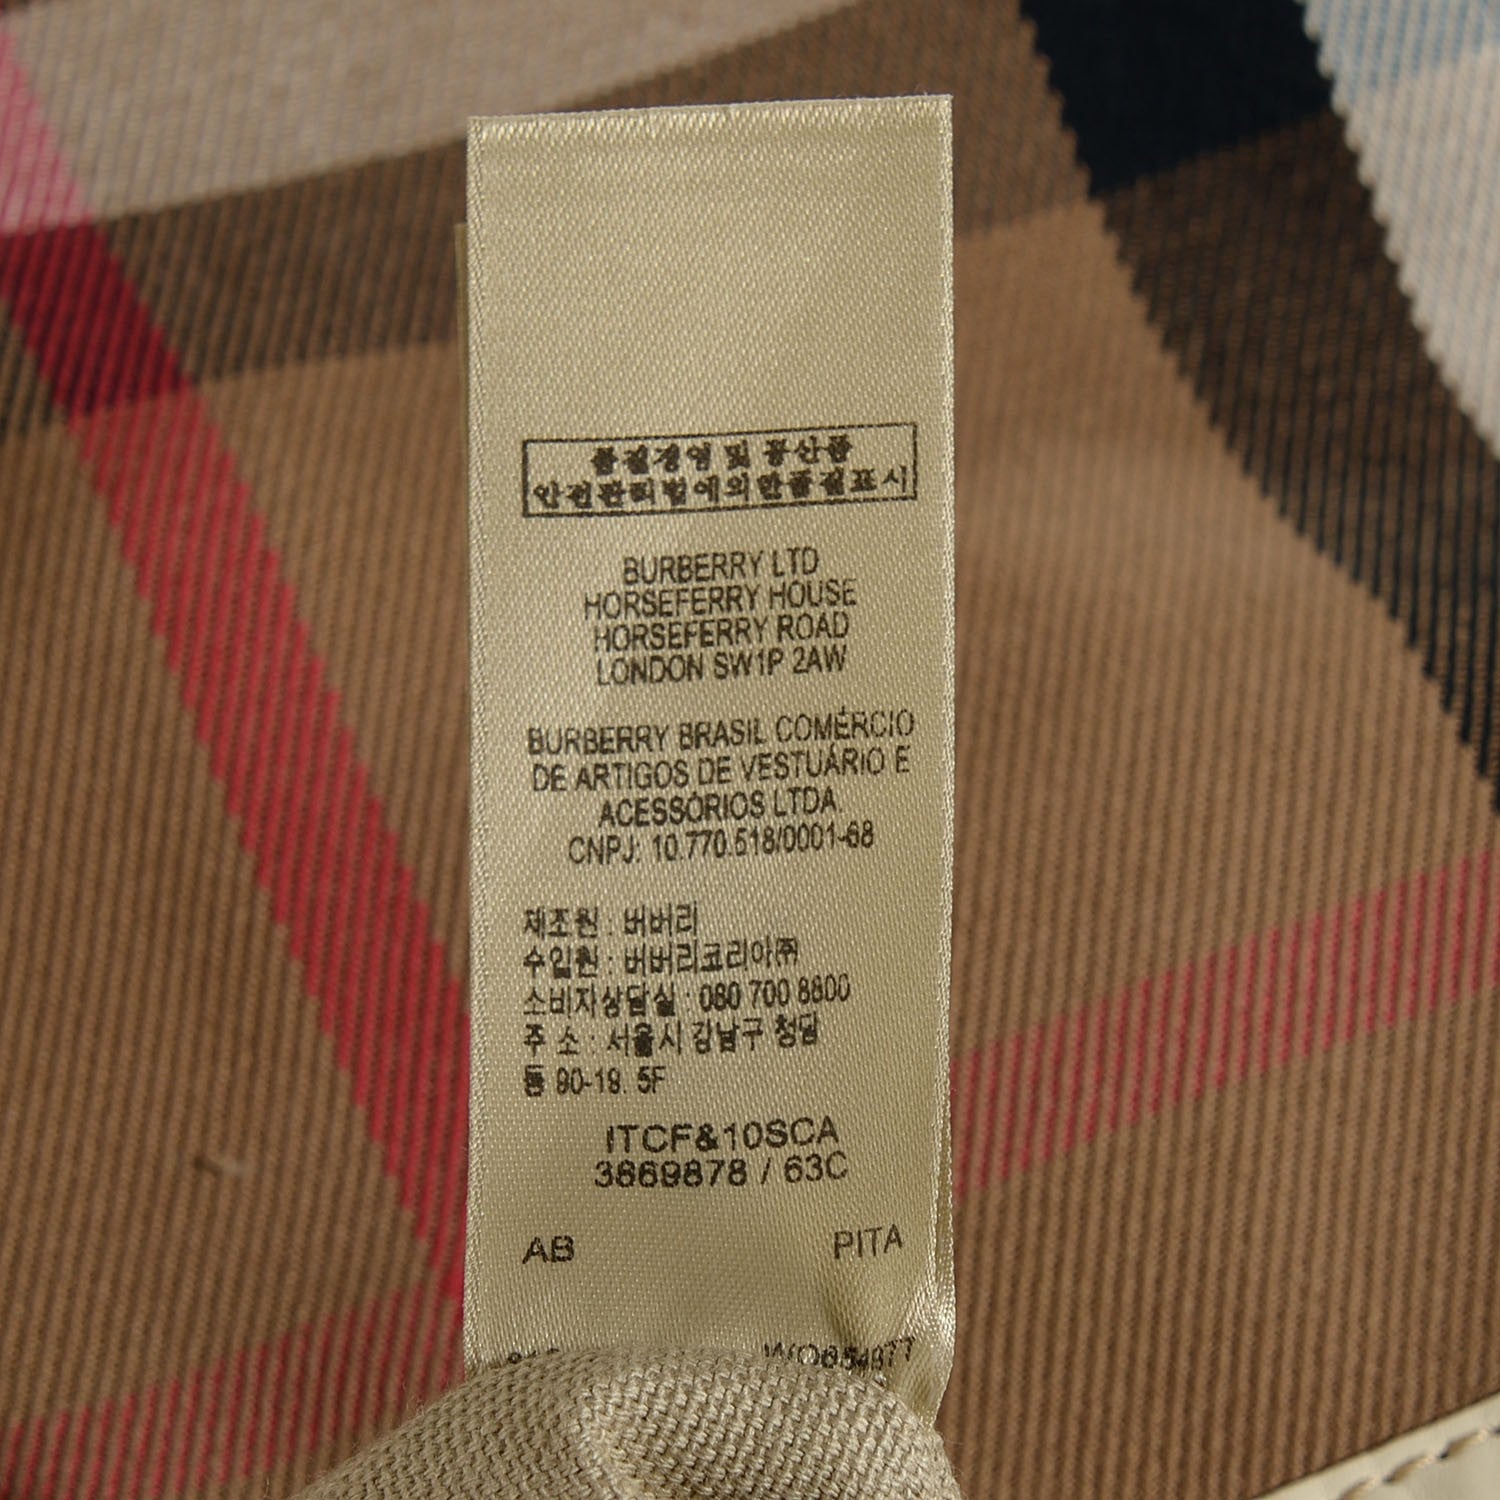 품질경영 및 공산품
안전관리법에의한품질표시
BURBERRY LTD
HORSEFERRY HOUSE
HORSEFERRY ROAD
LONDON SW1P 2AW
BURBERRY BRASIL COMÉRCIO
DE ARTIGOS DE VESTUÁRIO E
ACESSÓRIOS LTDA.
CNPJ: 10.770.518/0001-68
제조원 : 버버리
수입원 : 버버리코리아㈜
소비자상담실 : 080 700 8800
주 소 : 서울시 강남구 청담
동 90-19. 5F
ITCF&10SCA
3869878 / 63C
AB PITA